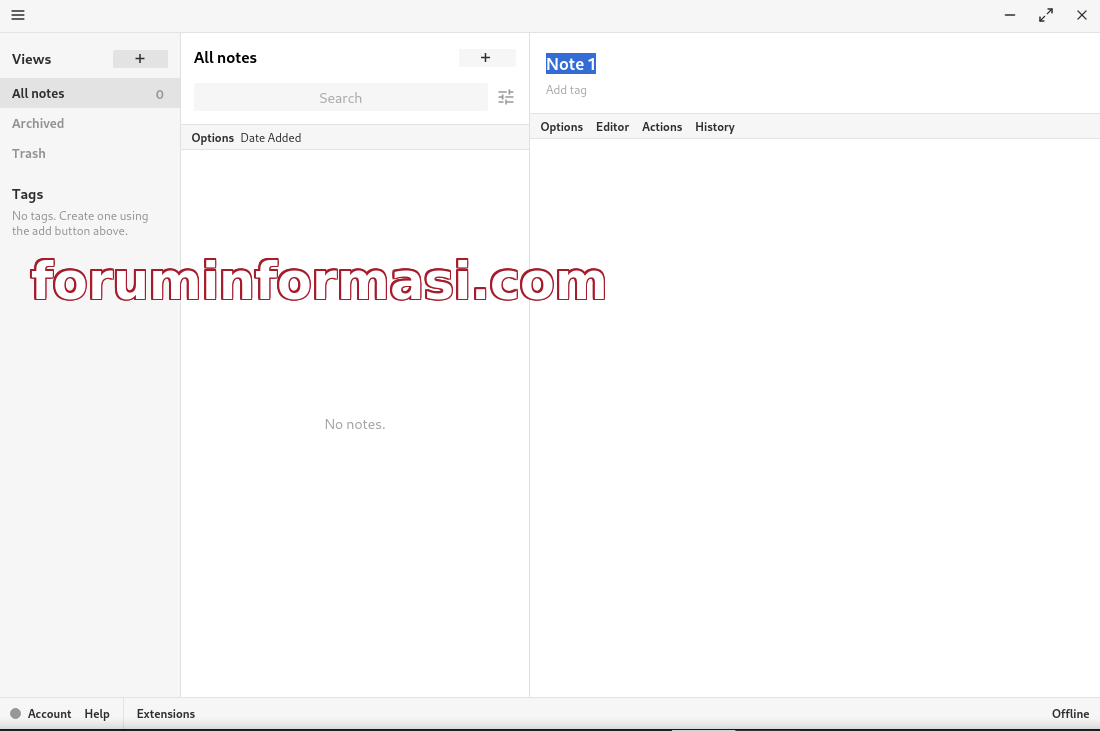 Views
+
All notes
0
Archived
Trash
Tags
No tags. Create one using
the add button above.
All notes
+
Search
Options Date Added
No notes.
Note 1
Add tag
Options Editor Actions History
foruminformasi.com
Account Help Extensions
Offline